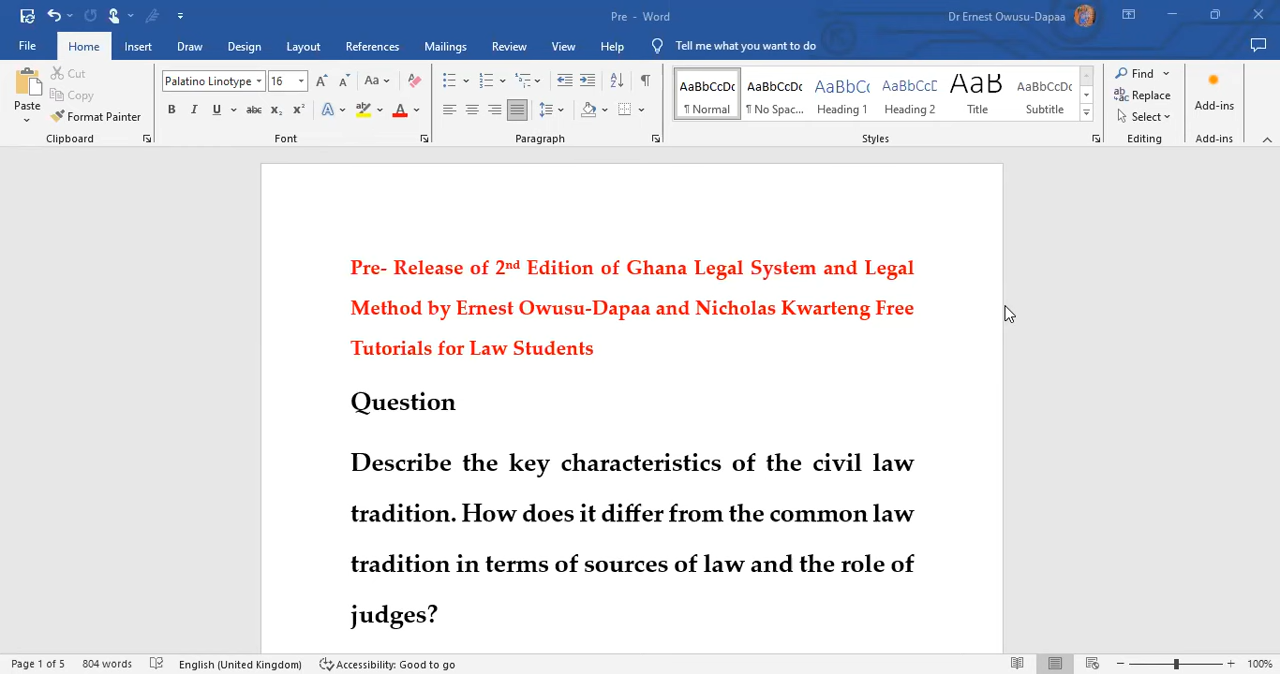 Pre - Word
Dr Ernest Owusu-Dapaa
File Home Insert Draw Design Layout References Mailings Review View Help Tell me what you want to do
Paste
Cut
Copy
Format Painter
Clipboard
Palatino Linotype 16 A A Aa
B I U abc x₂ x² A A
Font
Paragraph
AaBbCcDc AaBbCcDc AaBbCc AaBbCcD AaB AaBbCcD
¶ Normal ¶ No Spac... Heading 1 Heading 2 Title Subtitle
Styles
Find
Replace
Select
Editing
Add-ins
Add-ins
Pre- Release of 2nd Edition of Ghana Legal System and Legal
Method by Ernest Owusu-Dapaa and Nicholas Kwarteng Free
Tutorials for Law Students
Question
Describe the key characteristics of the civil law
tradition. How does it differ from the common law
tradition in terms of sources of law and the role of
judges?
Page 1 of 5 804 words English (United Kingdom) Accessibility: Good to go 100%